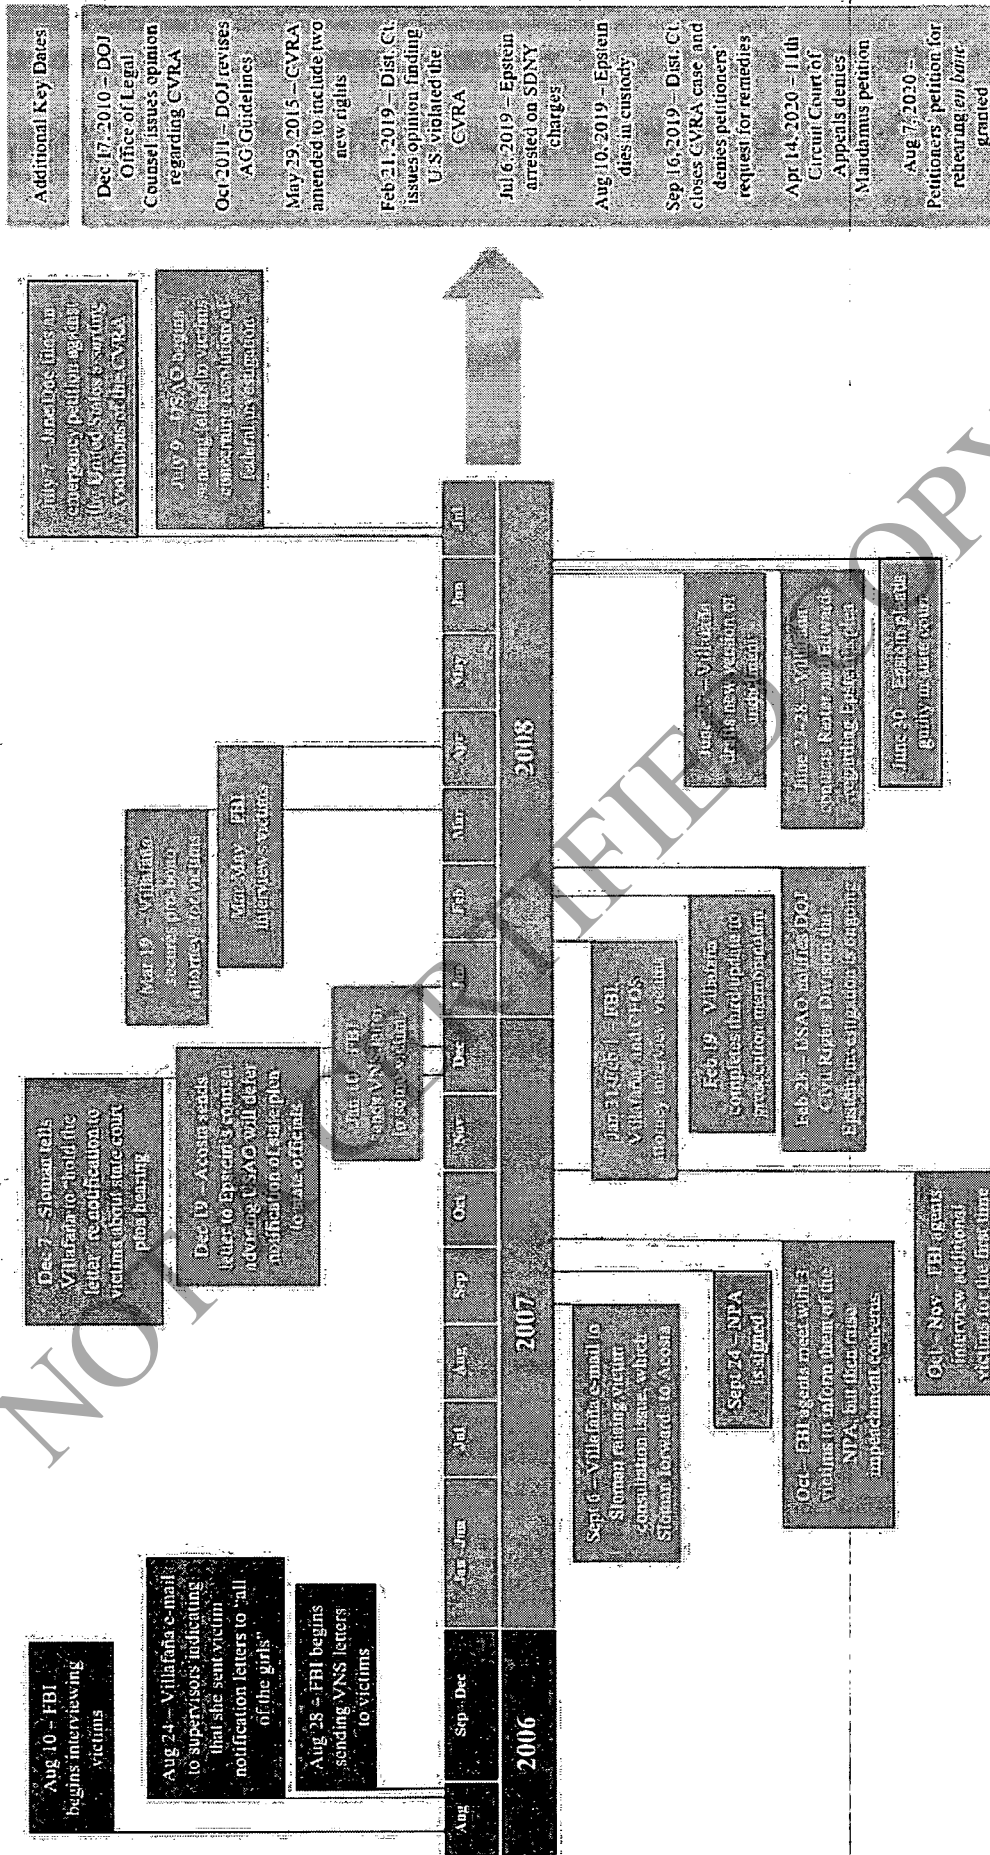 Aug 10 – FBI
begins interviewing
victims
Aug 24 – Villafaña e-mail
to supervisors indicating
that she sent victim
notification letters to "all
of the girls"
Aug 28 – FBI begins
sending VNS letters
to victims
Dec 7 – Sloman tells
Villafaña to "hold the
letter" re notification to
victims about state court
plea hearing
Dec 19 – Acosta sends
letter to Epstein's counsel
advising USAO will defer
notification of state plea
to state officials
Jan 10 – FBI
sends VNS letter
to some victims
Mar 19 – Villafaña
secures pro bono
attorneys for victims
Mar-May – FBI
interviews victims
July 7 – Jane Doe files an
emergency petition against
the United States asserting
violations of the CVRA
July 9 – USAO begins
sending letters to victims
concerning resolution of
federal investigation
Aug
Sep - Dec
Jan - Jun
Jul
Aug
Sep
Oct
Nov
Dec
Jan
Feb
Mar
Apr
May
Jun
Jul
2006
2007
2008
Sept 6 – Villafaña e-mail to
Sloman raising victim
consultation issue, which
Sloman forwards to Acosta
Sept 24 – NPA
is signed
Oct – FBI agents meet with 3
victims to inform them of the
NPA, but then raise
impeachment concerns
Oct – Nov – FBI agents
interview additional
victims for the first time
Jan 31 – FBI,
Villafaña and CEOS
attorney interview victims
Feb 19 – Villafaña
completes third update to
prosecution memorandum
Feb 28 – USAO notifies DOJ
Civil Rights Division that
Epstein investigation is ongoing
June – Villafaña
drafts new version of
indictment
June 27-28 – Villafaña
contacts Reiter and Edwards
regarding Epstein's plea
June 30 – Epstein pleads
guilty in state court
Additional Key Dates:
Dec 17, 2010 – DOJ
Office of Legal
Counsel issues opinion
regarding CVRA
Oct 2011 – DOJ revises
AG Guidelines
May 29, 2015 – CVRA
amended to include two
new rights
Feb 21, 2019 – Dist. Ct.
issues opinion finding
U.S. violated the
CVRA
Jul 6, 2019 – Epstein
arrested on SDNY
charges
Aug 10, 2019 – Epstein
dies in custody
Sep 16, 2019 – Dist. Ct.
closes CVRA case and
denies petitioners'
request for remedies
Apr 14, 2020 – 11th
Circuit Court of
Appeals denies
Mandamus petition
Aug 7, 2020 –
Petitioners' petition for
rehearing en banc
granted
NOT A CERTIFIED COPY